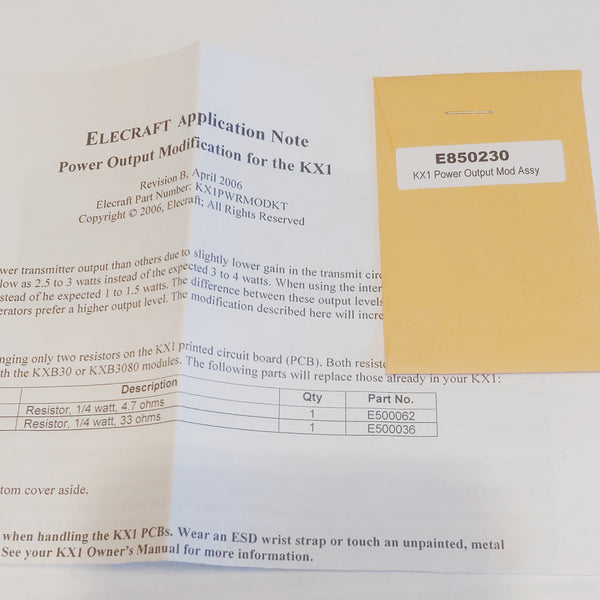 ELECRAFT Application Note
Power Output Modification for the KX1
Revision B, April 2006
Elecraft Part Number: KX1PWRMODKT
Copyright © 2006, Elecraft; All Rights Reserved
E850230
KX1 Power Output Mod Assy
wer transmitter output than others due to slightly lower gain in the transmit circ
low as 2.5 to 3 watts instead of the expected 3 to 4 watts. When using the inter
stead of he expected 1 to 1.5 watts. The difference between these output levels
erators prefer a higher output level. The modification described here will incre
nging only two resistors on the KX1 printed circuit board (PCB). Both resist
th the KXB30 or KXB3080 modules. The following parts will replace those already in your KX1:
Description Qty Part No.
Resistor, 1/4 watt, 4.7 ohms 1 E500062
Resistor, 1/4 watt, 33 ohms 1 E500036
tom cover aside.
when handling the KX1 PCBs. Wear an ESD wrist strap or touch an unpainted, metal
See your KX1 Owner's Manual for more information.